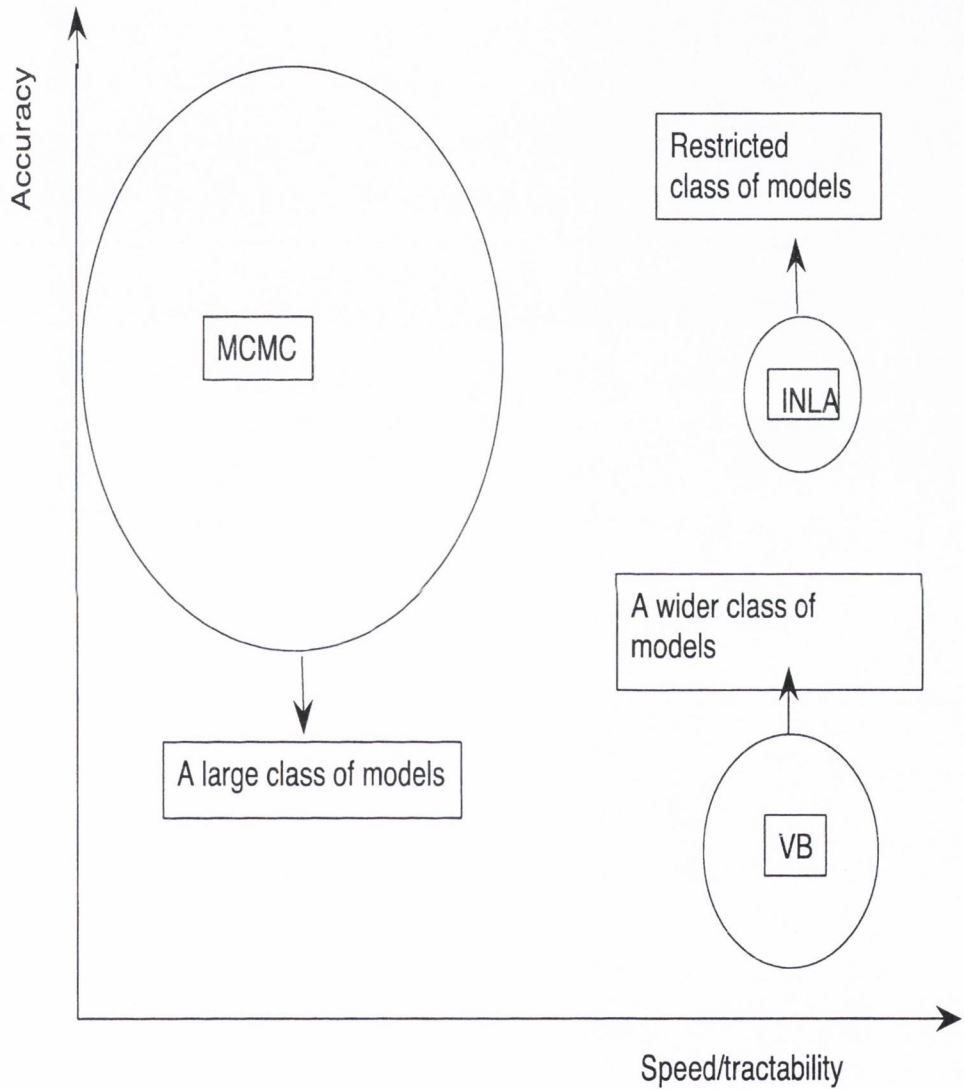 Accuracy
Restricted
class of models
MCMC
INLA
A wider class of
models
A large class of models
VB
Speed/tractability